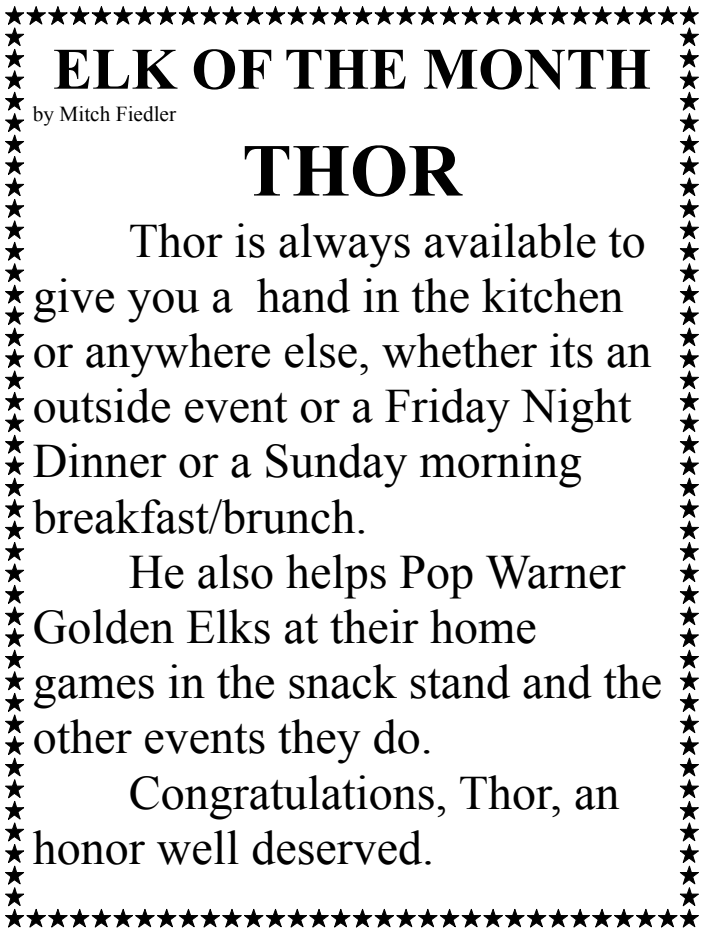 ELK OF THE MONTH
by Mitch Fiedler
THOR
Thor is always available to
give you a  hand in the kitchen
or anywhere else, whether its an
outside event or a Friday Night
Dinner or a Sunday morning
breakfast/brunch.
He also helps Pop Warner
Golden Elks at their home
games in the snack stand and the
other events they do.
Congratulations, Thor, an
honor well deserved.